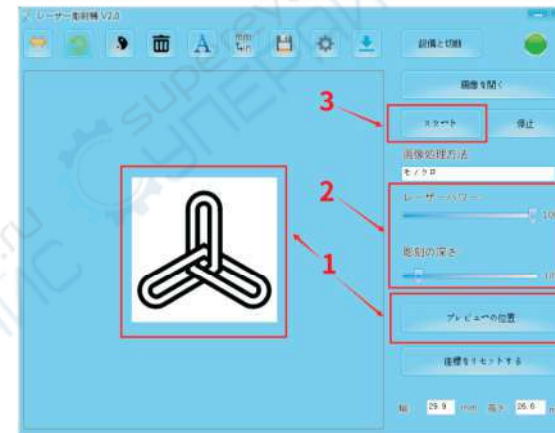 レーザー彫刻機 V2.0
A mm in
設備と切断
画像を開く
3
スタート 停止
画像処理方法
モノクロ
2
レーザーパワー
100
1
彫刻の深さ
10
プレビューの位置
座標をリセットする
幅 29.9 mm 高さ 26.6